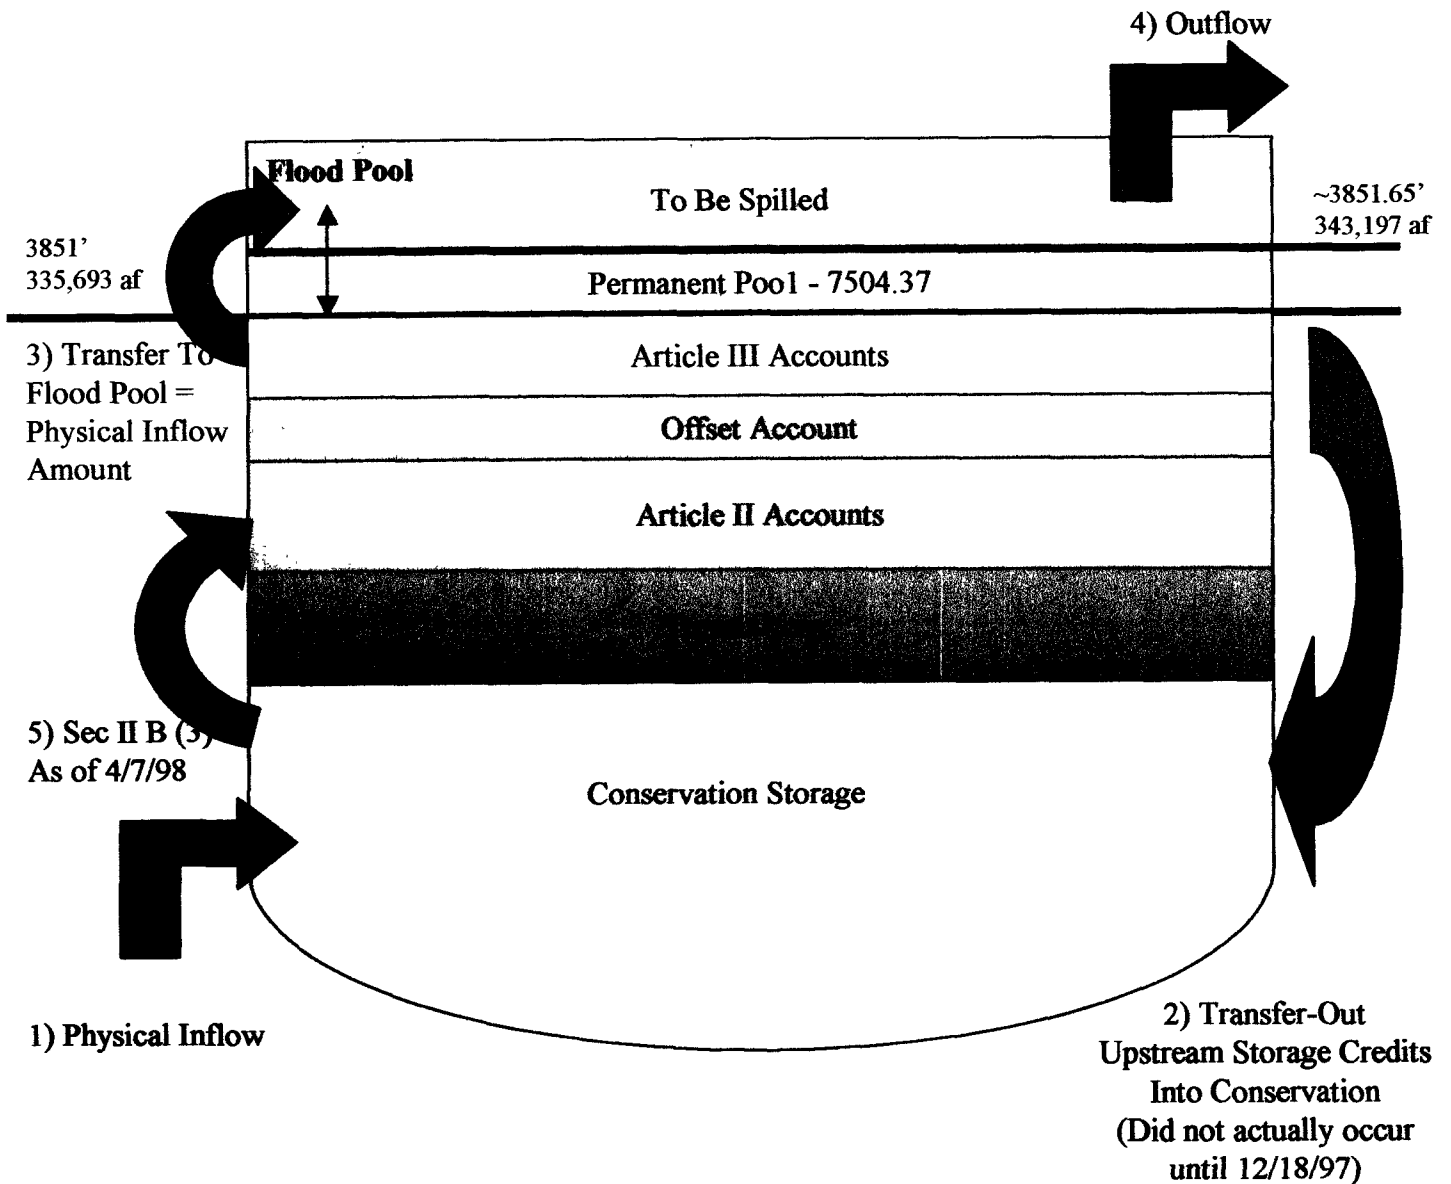 4) Outflow
Flood Pool
To Be Spilled
~3851.65’
343,197 af
3851’
335,693 af
Permanent Pool - 7504.37
3) Transfer To
Flood Pool =
Physical Inflow
Amount
Article III Accounts
Offset Account
Article II Accounts
5) Sec II B (3)
As of 4/7/98
Conservation Storage
1) Physical Inflow
2) Transfer-Out
Upstream Storage Credits
Into Conservation
(Did not actually occur
until 12/18/97)